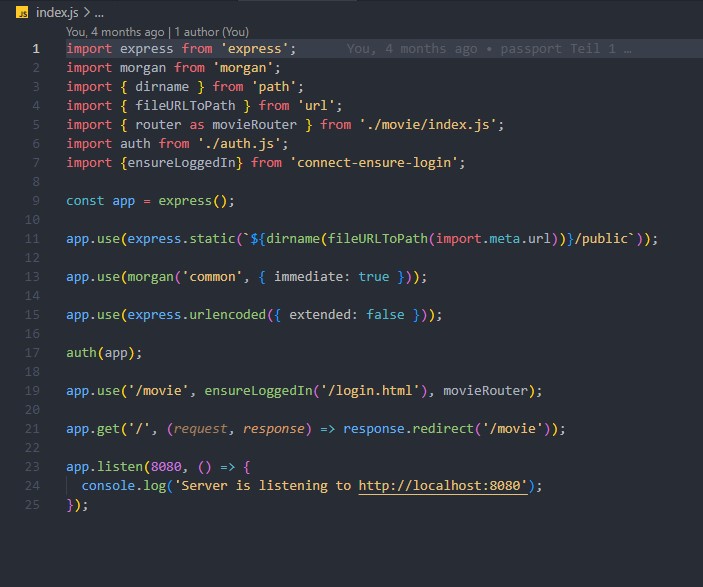 JS index.js > ...
You, 4 months ago | 1 author (You)
1 import express from 'express'; You, 4 months ago • passport Teil 1 …
2 import morgan from 'morgan';
3 import { dirname } from 'path';
4 import { fileURLToPath } from 'url';
5 import { router as movieRouter } from './movie/index.js';
6 import auth from './auth.js';
7 import {ensureLoggedIn} from 'connect-ensure-login';
8
9 const app = express();
10
11 app.use(express.static(`${dirname(fileURLToPath(import.meta.url))}/public`));
12
13 app.use(morgan('common', { immediate: true }));
14
15 app.use(express.urlencoded({ extended: false }));
16
17 auth(app);
18
19 app.use('/movie', ensureLoggedIn('/login.html'), movieRouter);
20
21 app.get('/', (request, response) => response.redirect('/movie'));
22
23 app.listen(8080, () => {
24   console.log('Server is listening to http://localhost:8080');
25 });